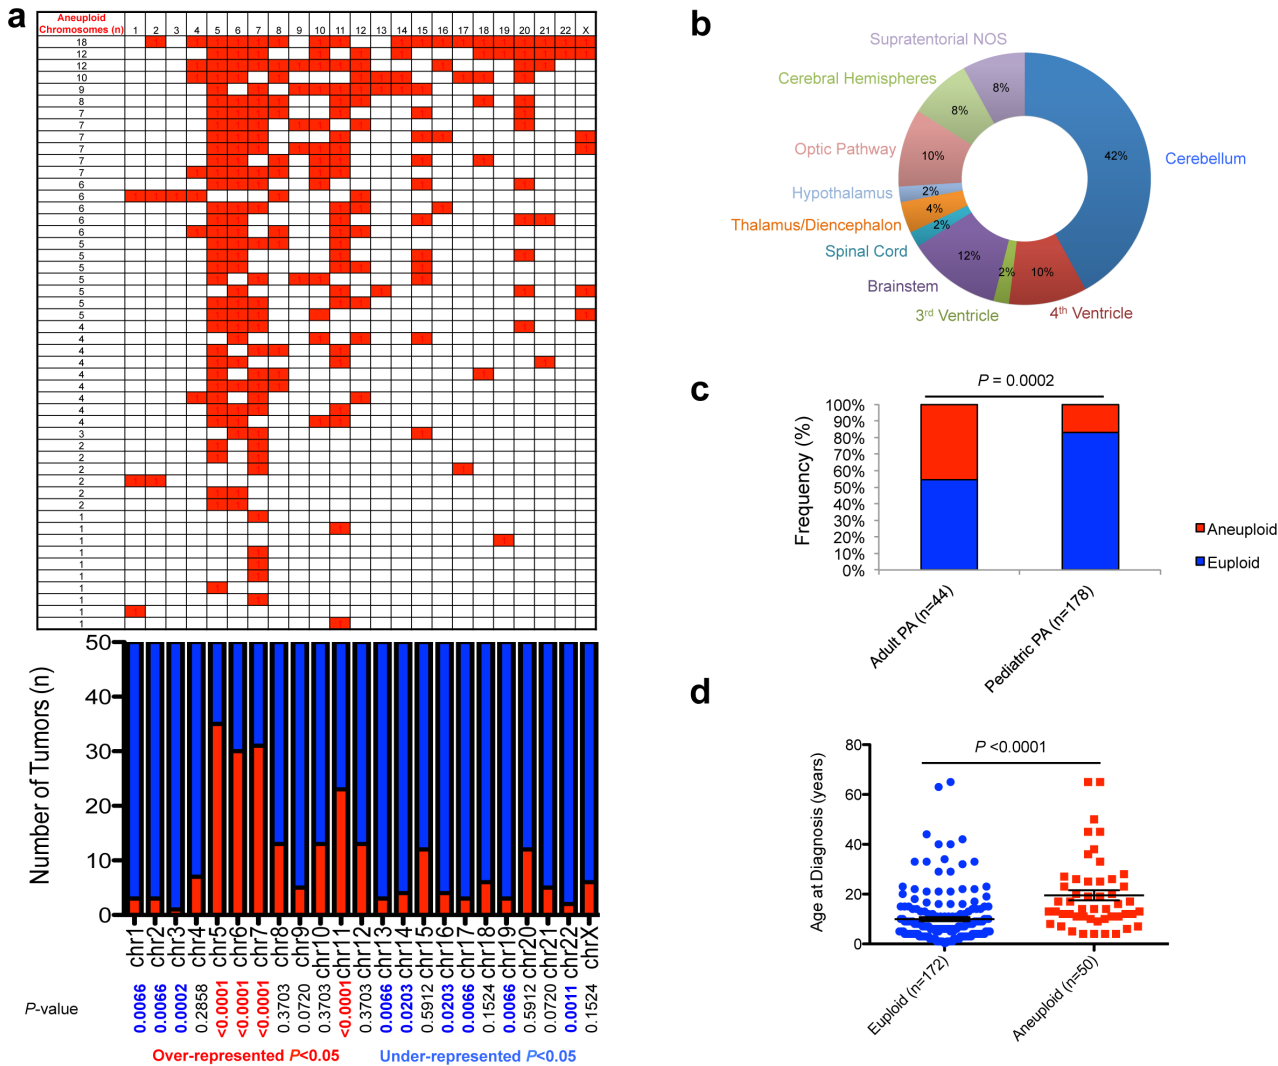 a
Aneuploid
Chromosomes (n) 1 2 3 4 5 6 7 8 9 10 11 12 13 14 15 16 17 18 19 20 21 22 X
18
12
12
10
9
8
7
7
7
7
7
7
6
6
6
6
6
5
5
5
5
5
5
5
4
4
4
4
4
4
4
4
4
3
2
2
2
2
2
2
1
1
1
1
1
1
1
1
1
1
Number of Tumors (n)
50
40
30
20
10
0
chr1 chr2 chr3 chr4 chr5 chr6 chr7 chr8 chr9 chr10 chr11 chr12 chr13 chr14 chr15 chr16 chr17 chr18 chr19 chr20 chr21 chr22 chrX
P-value 0.0066 0.0066 0.0002 0.2858 <0.0001 <0.0001 <0.0001 0.3703 0.0720 0.3703 <0.0001 0.3703 0.0066 0.0203 0.5912 0.0203 0.0066 0.1524 0.0066 0.5912 0.0720 0.0011 0.1524
Over-represented P<0.05 Under-represented P<0.05
b
Supratentorial NOS
Cerebral Hemispheres
Optic Pathway
Hypothalamus
Thalamus/Diencephalon
Spinal Cord
Brainstem
3rd Ventricle
4th Ventricle
Cerebellum
8%
8%
10%
2%
4%
2%
12%
2%
10%
42%
c
P = 0.0002
Frequency (%)
100%
90%
80%
70%
60%
50%
40%
30%
20%
10%
0%
Adult PA (n=44)
Pediatric PA (n=178)
Aneuploid
Euploid
d
P <0.0001
Age at Diagnosis (years)
80
60
40
20
0
Euploid (n=172)
Aneuploid (n=50)